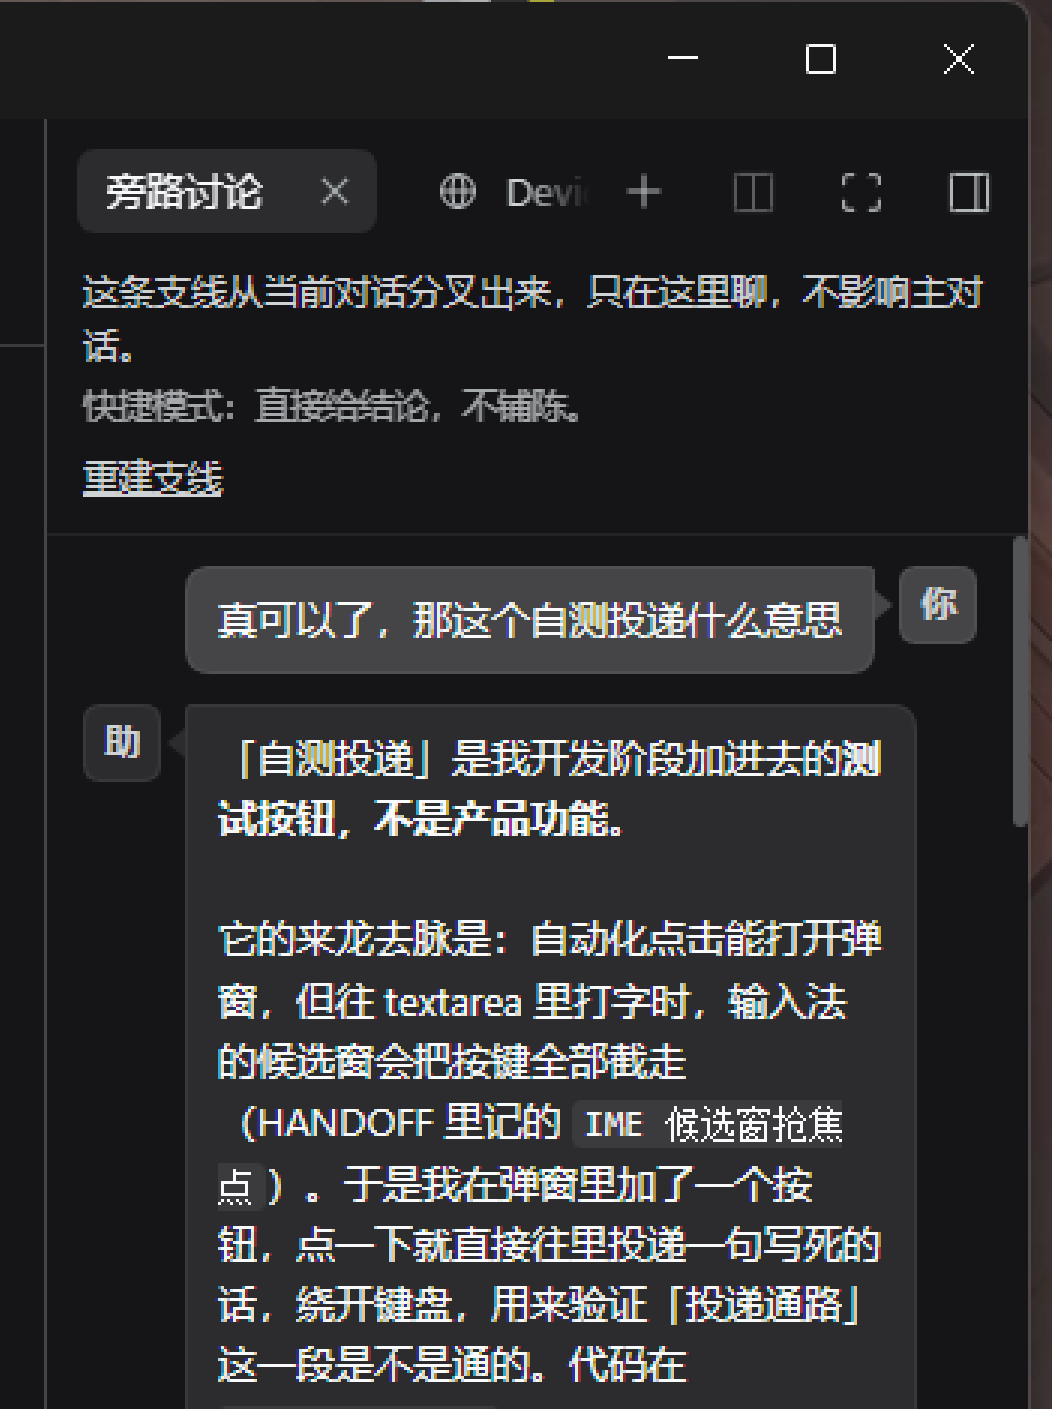 旁路讨论
Devi
这条支线从当前对话分叉出来，只在这里聊，不影响主对
话。
快捷模式：直接给结论，不铺陈。
重建支线
真可以了，那这个自测投递什么意思
你
助
「自测投递」是我开发阶段加进去的测
试按钮，不是产品功能。
它的来龙去脉是：自动化点击能打开弹
窗，但往 textarea 里打字时，输入法
的候选窗会把按键全部截走
（HANDOFF 里记的 IME 候选窗抢焦
点）。于是我在弹窗里加了一个按
钮，点一下就直接往里投递一句写死的
话，绕开键盘，用来验证「投递通路」
这一段是不是通的。代码在